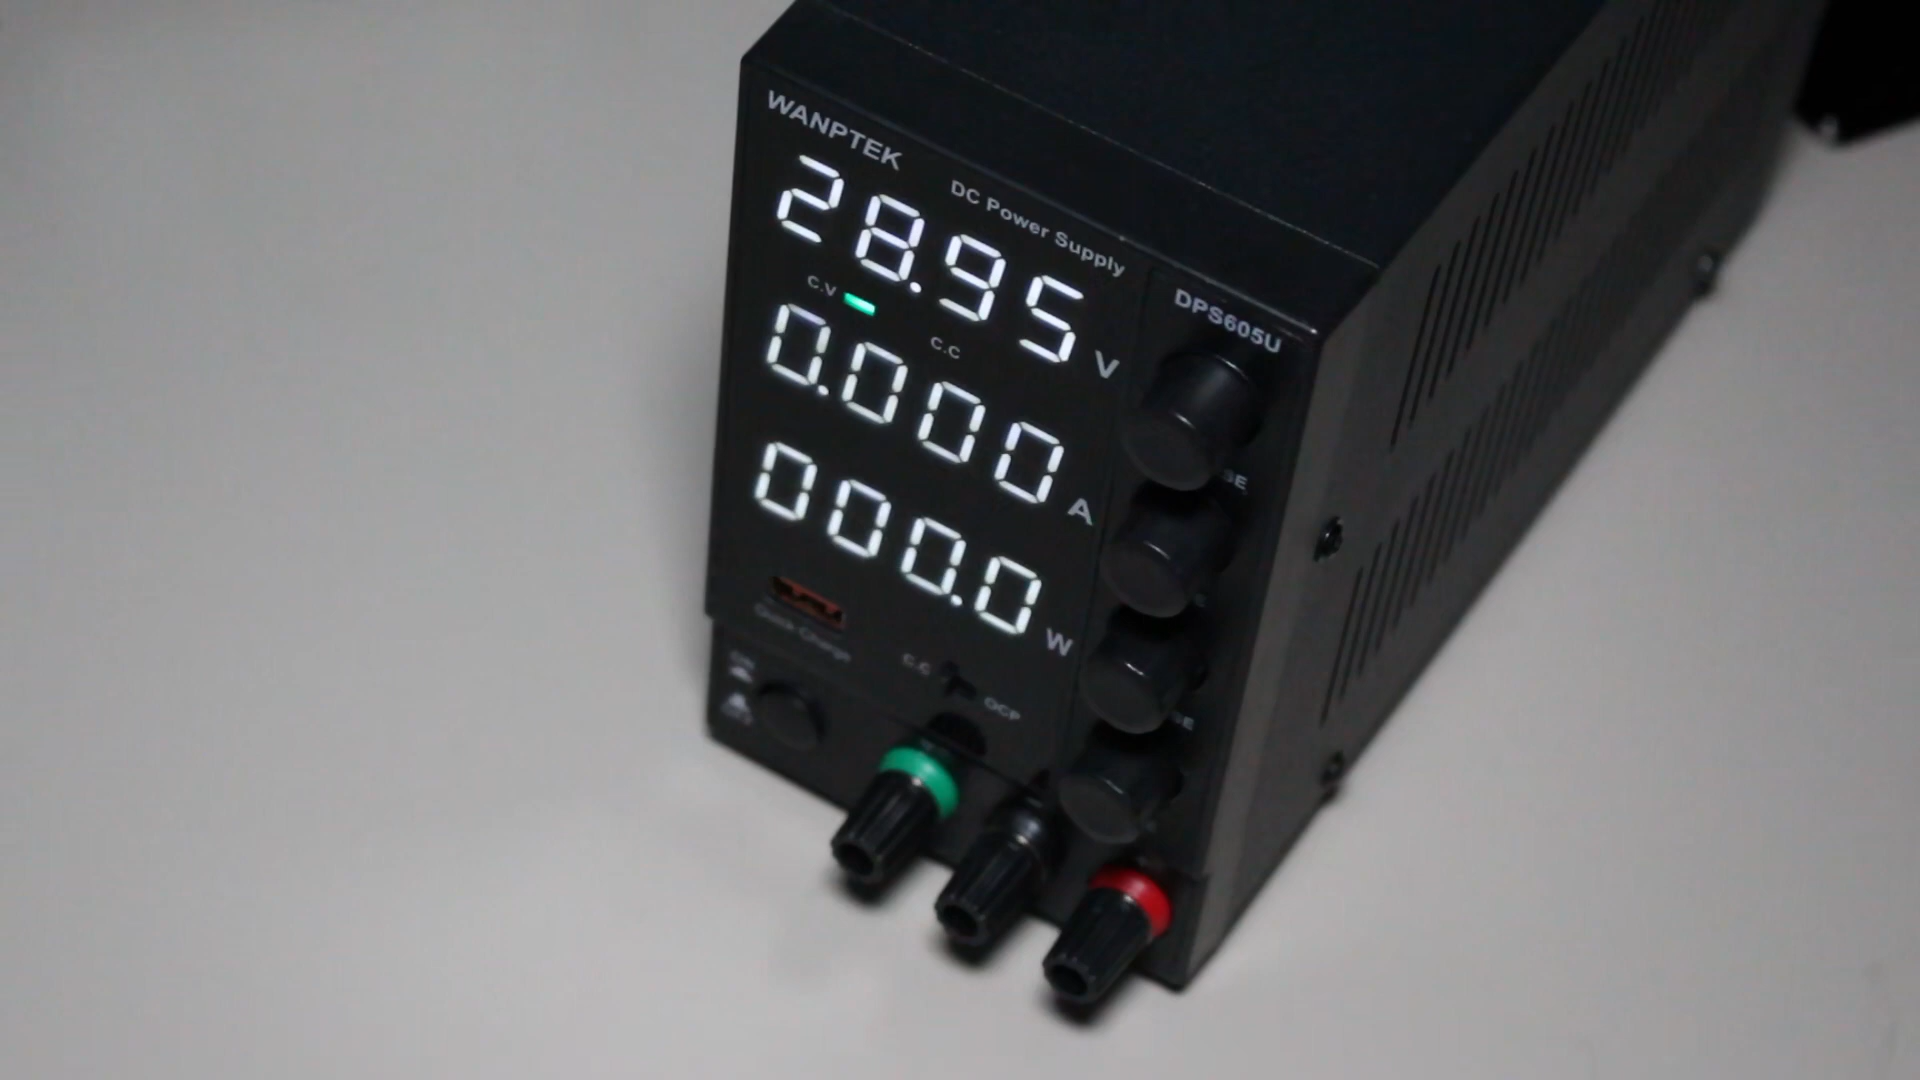 WANPTEK
DC Power Supply
28.95 V
DPS605U
C.V
C.C
0.000 A
000.0 W
Quick Charge
C.C
OCP